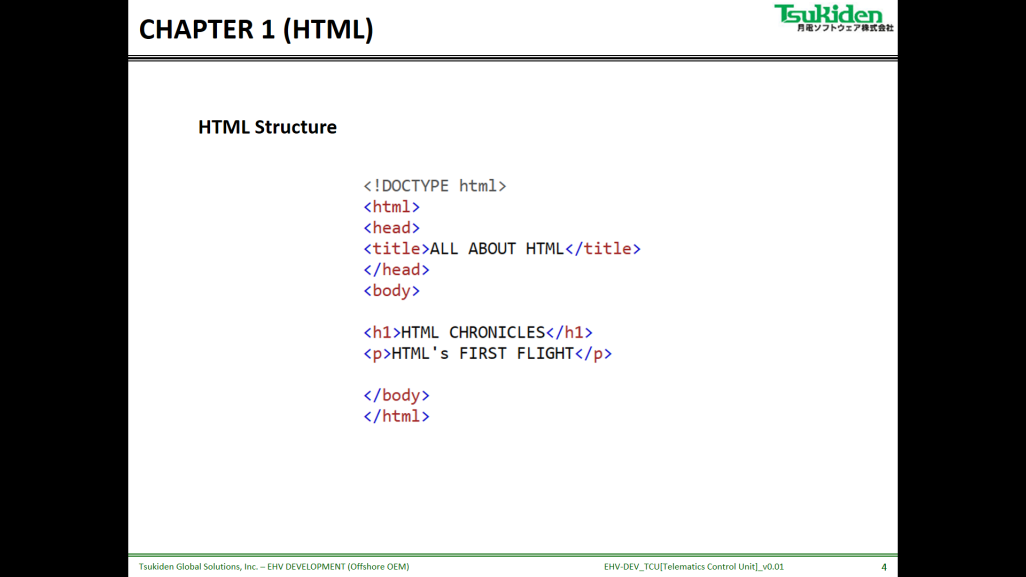 CHAPTER 1 (HTML)
Tsukiden
月電ソフトウェア株式会社
HTML Structure
<!DOCTYPE html>
<html>
<head>
<title>ALL ABOUT HTML</title>
</head>
<body>
<h1>HTML CHRONICLES</h1>
<p>HTML's FIRST FLIGHT</p>
</body>
</html>
Tsukiden Global Solutions, Inc. – EHV DEVELOPMENT (Offshore OEM)
EHV-DEV_TCU[Telematics Control Unit]_v0.01
4